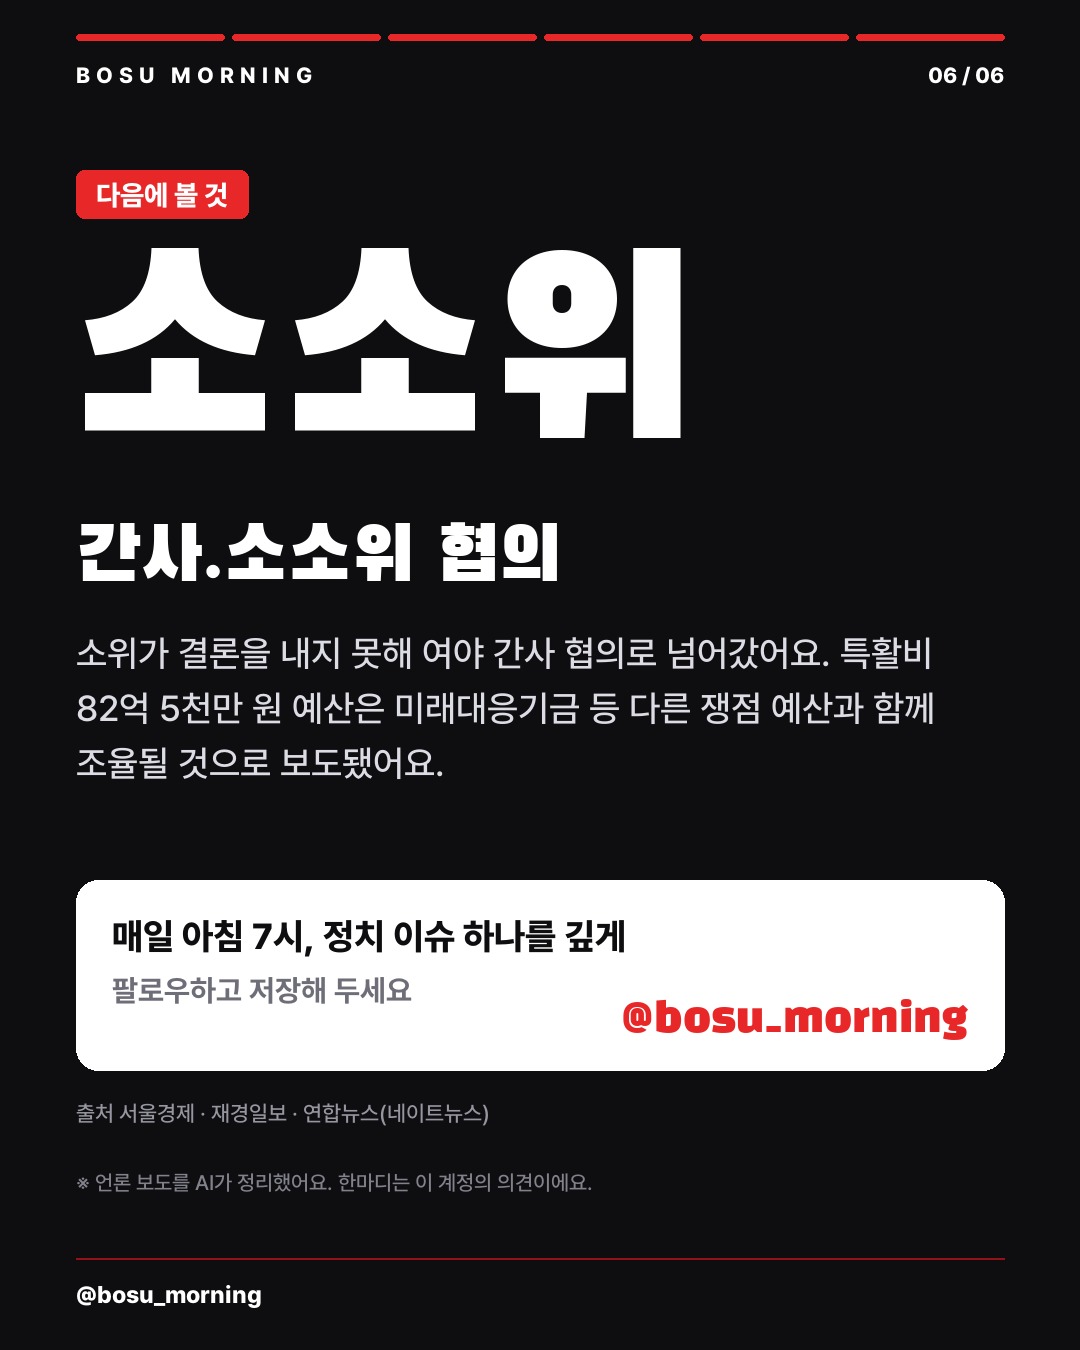 BOSU MORNING
06 / 06
다음에 볼 것
소소위
간사.소소위 협의
소위가 결론을 내지 못해 여야 간사 협의로 넘어갔어요. 특활비
82억 5천만 원 예산은 미래대응기금 등 다른 쟁점 예산과 함께
조율될 것으로 보도됐어요.
매일 아침 7시, 정치 이슈 하나를 깊게
팔로우하고 저장해 두세요
@bosu_morning
출처 서울경제 · 재경일보 · 연합뉴스(네이트뉴스)
※ 언론 보도를 AI가 정리했어요. 한마디는 이 계정의 의견이에요.
@bosu_morning